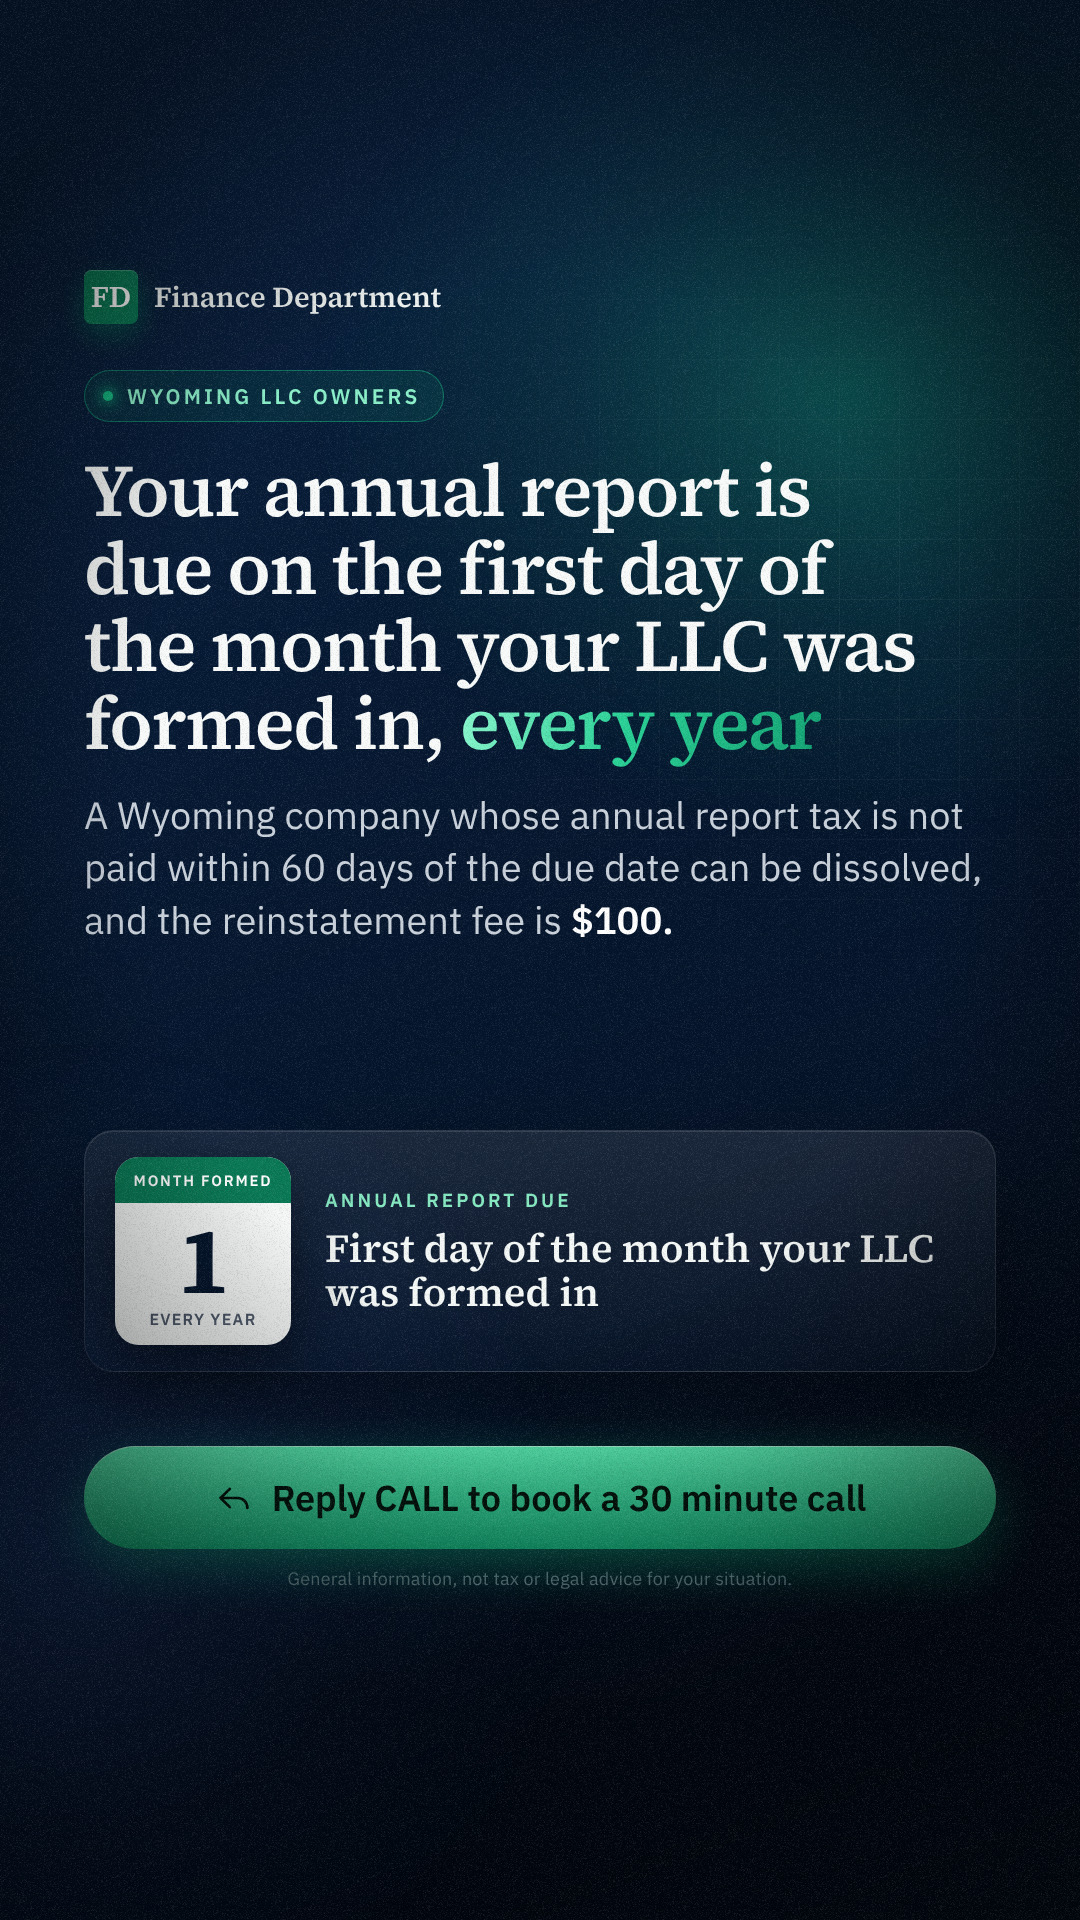 FD Finance Department
WYOMING LLC OWNERS
Your annual report is
due on the first day of
the month your LLC was
formed in, every year
A Wyoming company whose annual report tax is not
paid within 60 days of the due date can be dissolved,
and the reinstatement fee is $100.
MONTH FORMED
1
EVERY YEAR
ANNUAL REPORT DUE
First day of the month your LLC
was formed in
Reply CALL to book a 30 minute call
General information, not tax or legal advice for your situation.